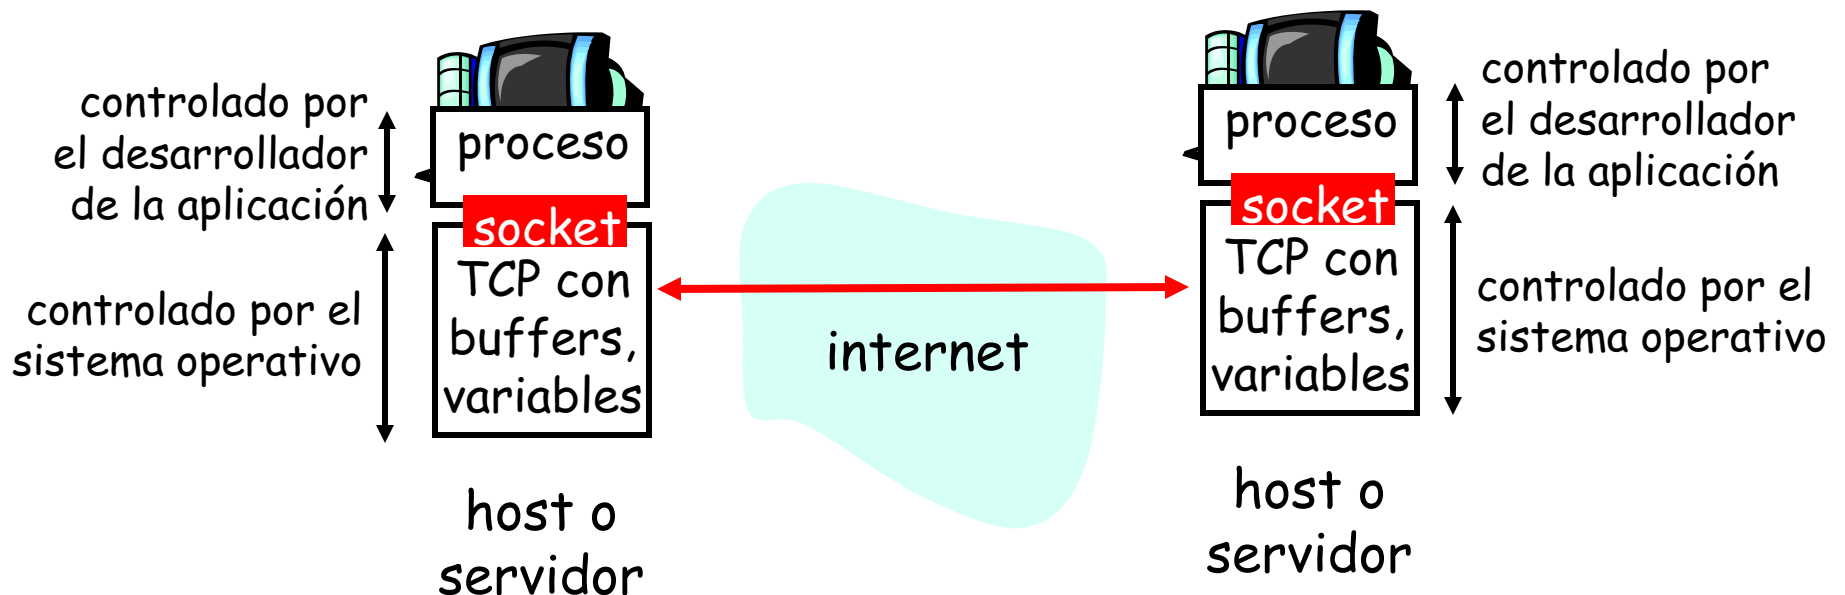 controlado por
el desarrollador
de la aplicación
controlado por el
sistema operativo
proceso
socket
TCP con
buffers,
variables
host o
servidor
internet
proceso
socket
TCP con
buffers,
variables
host o
servidor
controlado por
el desarrollador
de la aplicación
controlado por el
sistema operativo